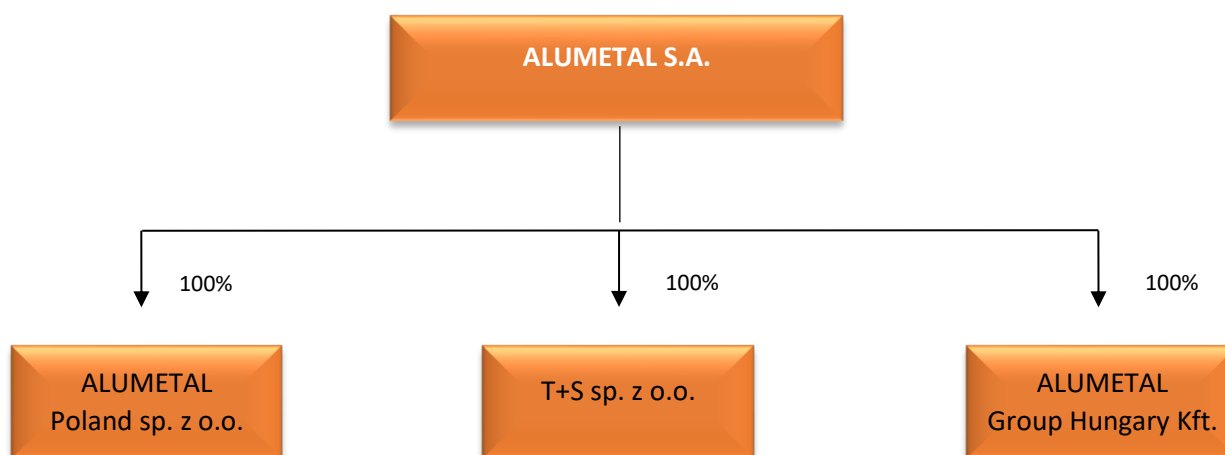 ALUMETAL S.A.
100%
100%
100%
ALUMETAL
Poland sp. z o.o.
T+S sp. z o.o.
ALUMETAL
Group Hungary Kft.